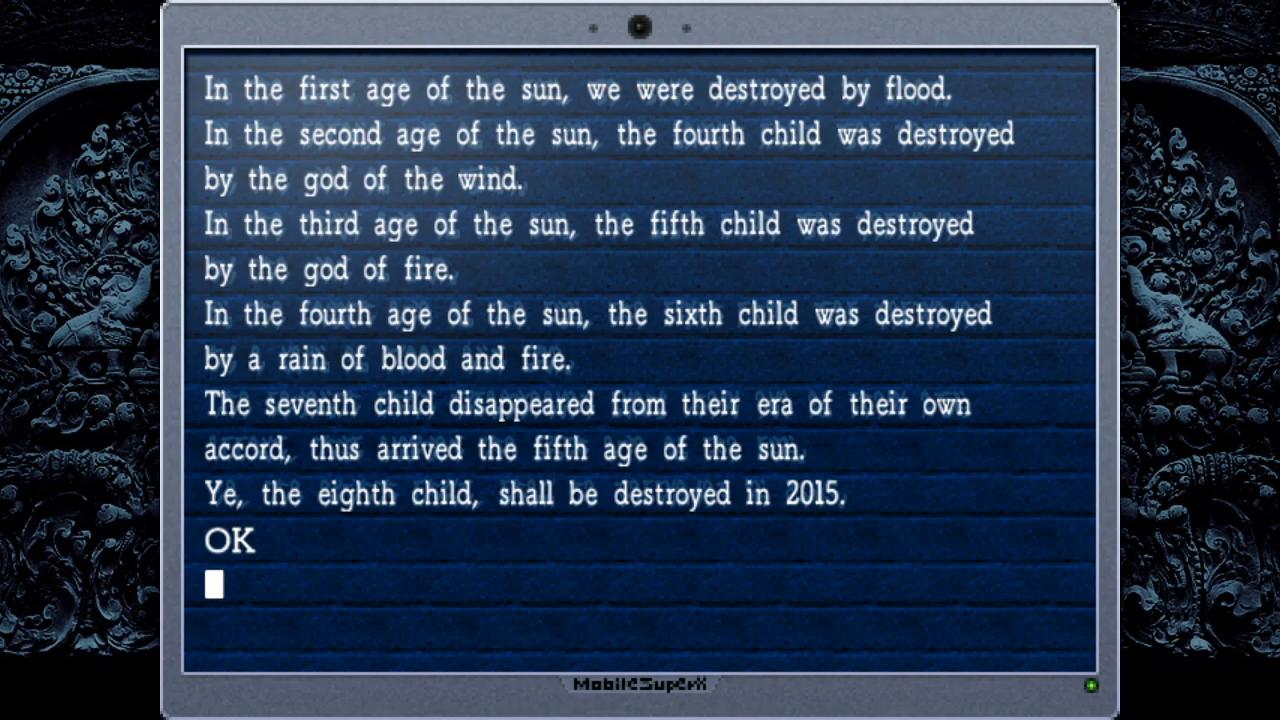 In the first age of the sun, we were destroyed by flood.
In the second age of the sun, the fourth child was destroyed
by the god of the wind.
In the third age of the sun, the fifth child was destroyed
by the god of fire.
In the fourth age of the sun, the sixth child was destroyed
by a rain of blood and fire.
The seventh child disappeared from their era of their own
accord, thus arrived the fifth age of the sun.
Ye, the eighth child, shall be destroyed in 2015.
OK
MobileSuperX